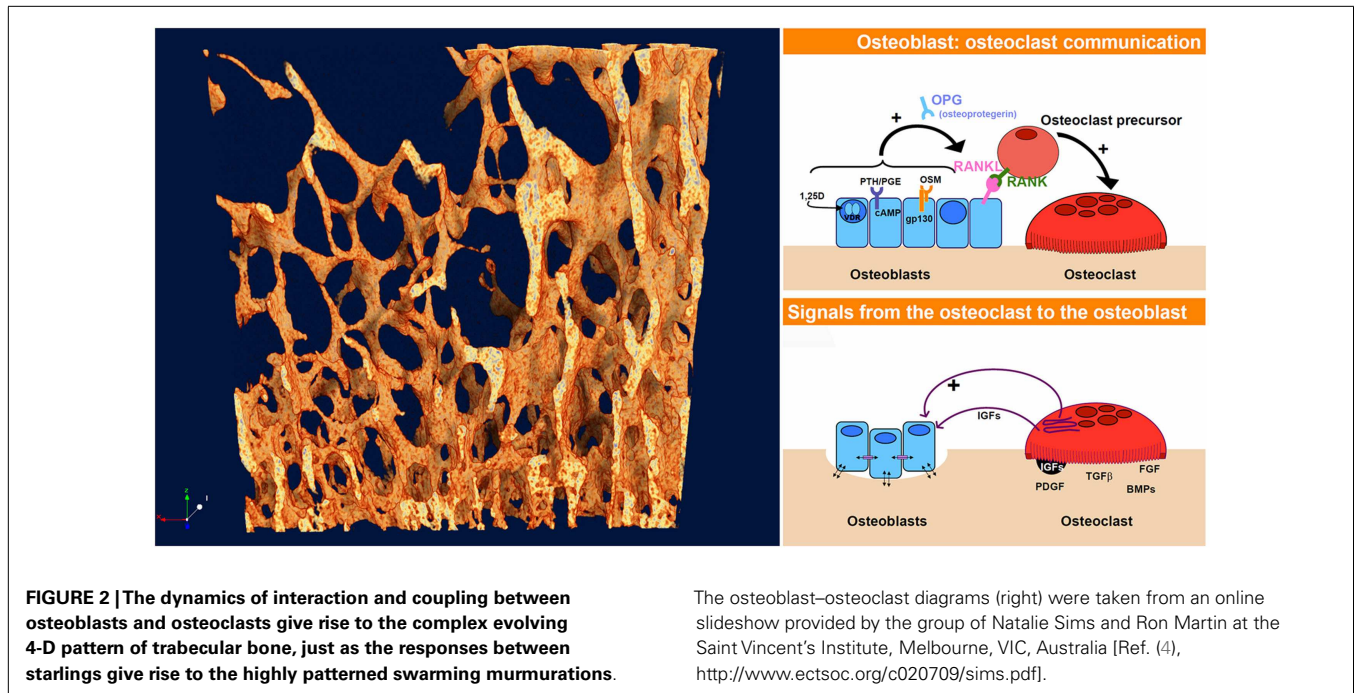 Osteoblast: osteoclast communication
OPG
(osteoprotegerin)
+
Osteoclast precursor
+
RANKL
RANK
PTH/PGE
OSM
1,25D
VDR
cAMP
gp130
Osteoblasts
Osteoclast
Signals from the osteoclast to the osteoblast
+
IGFs
IGFs
PDGF
TGFβ
FGF
BMPs
Osteoblasts
Osteoclast
z
FIGURE 2 | The dynamics of interaction and coupling between
osteoblasts and osteoclasts give rise to the complex evolving
4-D pattern of trabecular bone, just as the responses between
starlings give rise to the highly patterned swarming murmurations.
The osteoblast–osteoclast diagrams (right) were taken from an online
slideshow provided by the group of Natalie Sims and Ron Martin at the
Saint Vincent's Institute, Melbourne, VIC, Australia [Ref. (4),
http://www.ectsoc.org/c020709/sims.pdf].